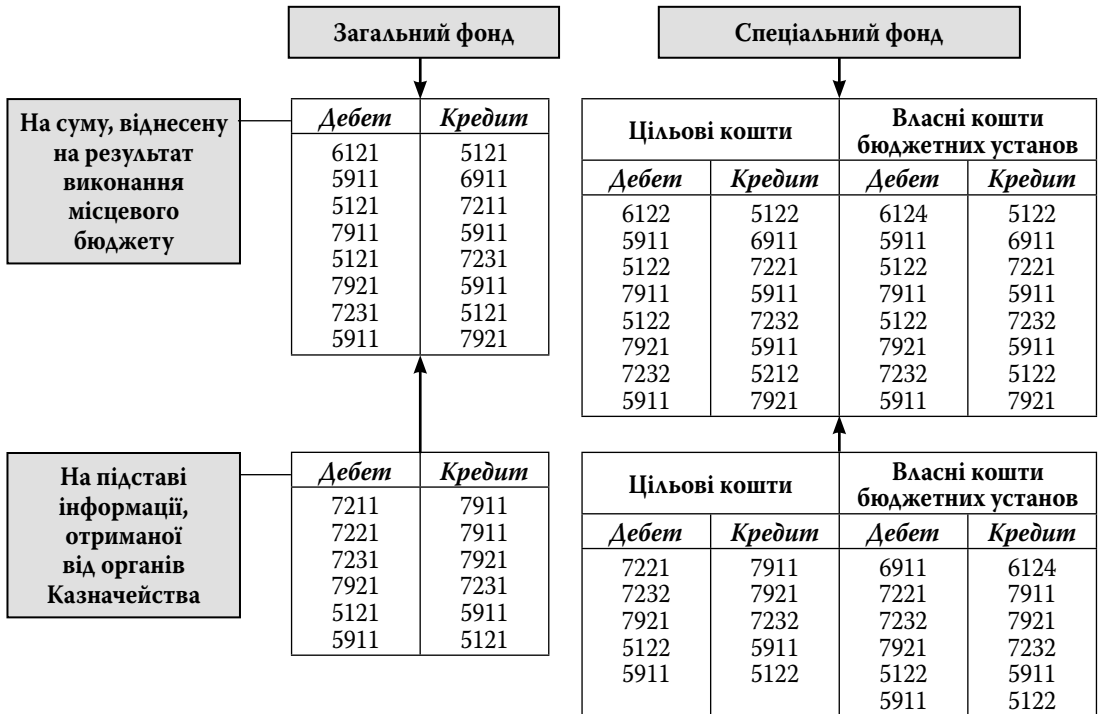 Загальний фонд
Спеціальний фонд
На суму, віднесену
на результат
виконання
місцевого
бюджету
Дебет Кредит
6121 5121
5911 6911
5121 7211
7911 5911
5121 7231
7921 5911
7231 5121
5911 7921
Цільові кошти
Власні кошти
бюджетних установ
Дебет Кредит Дебет Кредит
6122 5122 6124 5122
5911 6911 5911 6911
5122 7221 5122 7221
7911 5911 7911 5911
5122 7232 5122 7232
7921 5911 7921 5911
7232 5212 7232 5122
5911 7921 5911 7921
На підставі
інформації,
отриманої
від органів
Казначейства
Дебет Кредит
7211 7911
7221 7911
7231 7921
7921 7231
5121 5911
5911 5121
Цільові кошти
Власні кошти
бюджетних установ
Дебет Кредит Дебет Кредит
7221 7911 6911 6124
7232 7921 7221 7911
7921 7232 7232 7921
5122 5911 7921 7232
5911 5122 5122 5911
5911 5122